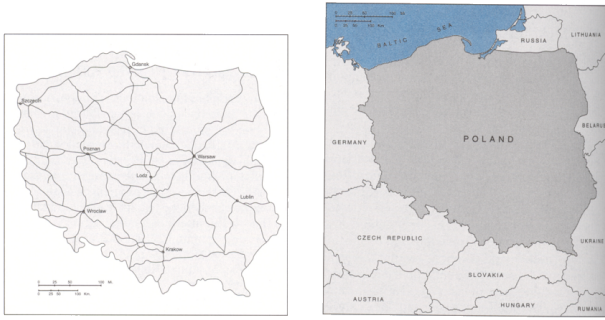 Gdansk
Szczecin
Poznan
Warsaw
Lodz
Lublin
Wroclaw
Krakow
BALTIC SEA
RUSSIA
LITHUANIA
BELARUS
GERMANY
POLAND
UKRAINE
CZECH REPUBLIC
SLOVAKIA
AUSTRIA
HUNGARY
RUMANIA